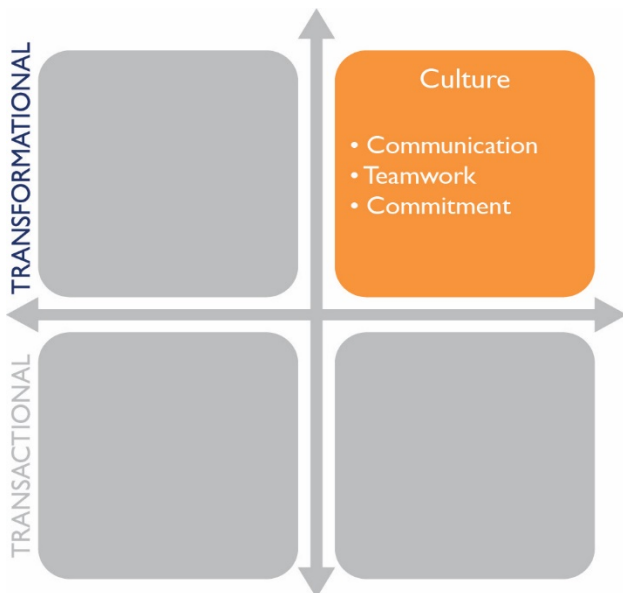 TRANSFORMATIONAL
Culture
• Communication
• Teamwork
• Commitment
TRANSACTIONAL